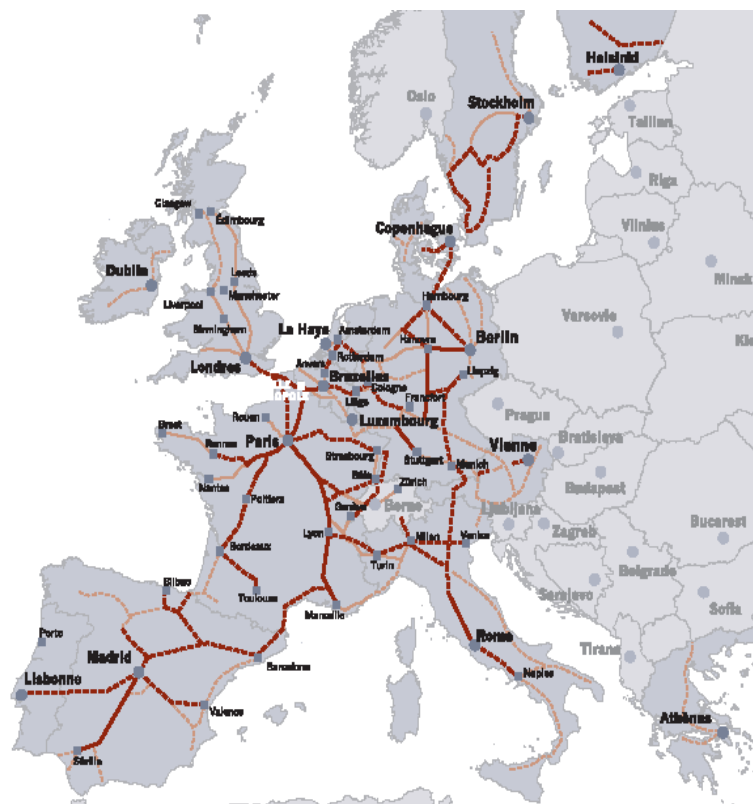 Helsinki
Oslo
Stockholm
Tallinn
Riga
Glasgow
Édimbourg
Copenhague
Vilnius
Minsk
Dublin
Leeds
Liverpool
Manchester
Hambourg
Birmingham
La Haye
Amsterdam
Varsovie
Hanovre
Berlin
Rotterdam
Londres
Anvers
Bruxelles
Cologne
Leipzig
Liège
Francfort
Rouen
Luxembourg
Prague
Brest
Paris
Rennes
Strasbourg
Stuttgart
Munich
Vienne
Bratislava
Nantes
Bâle
Zürich
Budapest
Poitiers
Genève
Berne
Ljubljana
Zagreb
Bucarest
Lyon
Milan
Venise
Bordeaux
Turin
Belgrade
Bilbao
Toulouse
Marseille
Sarajevo
Sofia
Porto
Rome
Tirana
Madrid
Barcelone
Lisbonne
Naples
Valence
Athènes
Séville